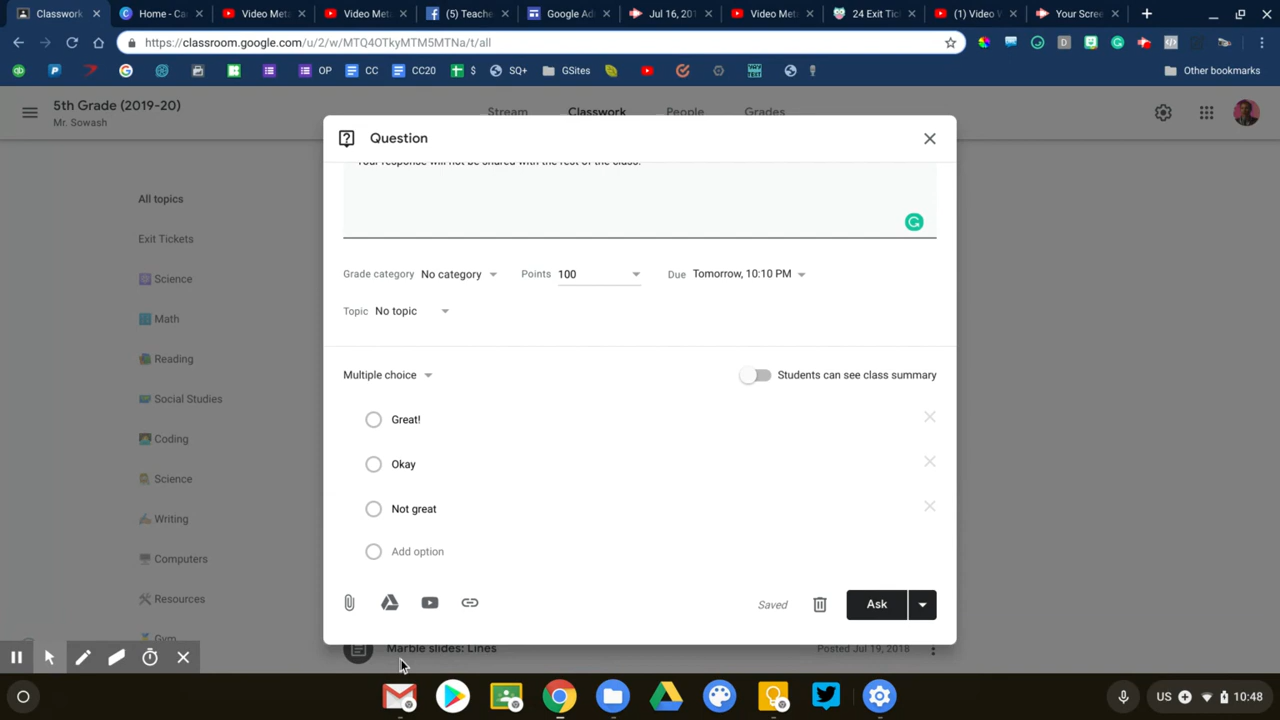 Classwork
Home - Ca
Video Met
Video Met
(5) Teache
Google Ad
Jul 16, 201
Video Met
24 Exit Tic
(1) Video W
Your Scree
https://classroom.google.com/u/2/w/MTQ4OTkyMTM5MTNa/t/all
OP
CC
CC20
$
SQ+
GSites
Other bookmarks
5th Grade (2019-20)
Mr. Sowash
Stream
Classwork
People
Grades
Question
Your response will not be shared with the rest of the class.
All topics
Exit Tickets
Science
Math
Reading
Social Studies
Coding
Science
Writing
Computers
Resources
Gym
Grade category No category Points 100 Due Tomorrow, 10:10 PM
Topic No topic
Multiple choice
Students can see class summary
Great!
Okay
Not great
Add option
Saved
Ask
Marble slides: Lines
Posted Jul 19, 2018
US
10:48